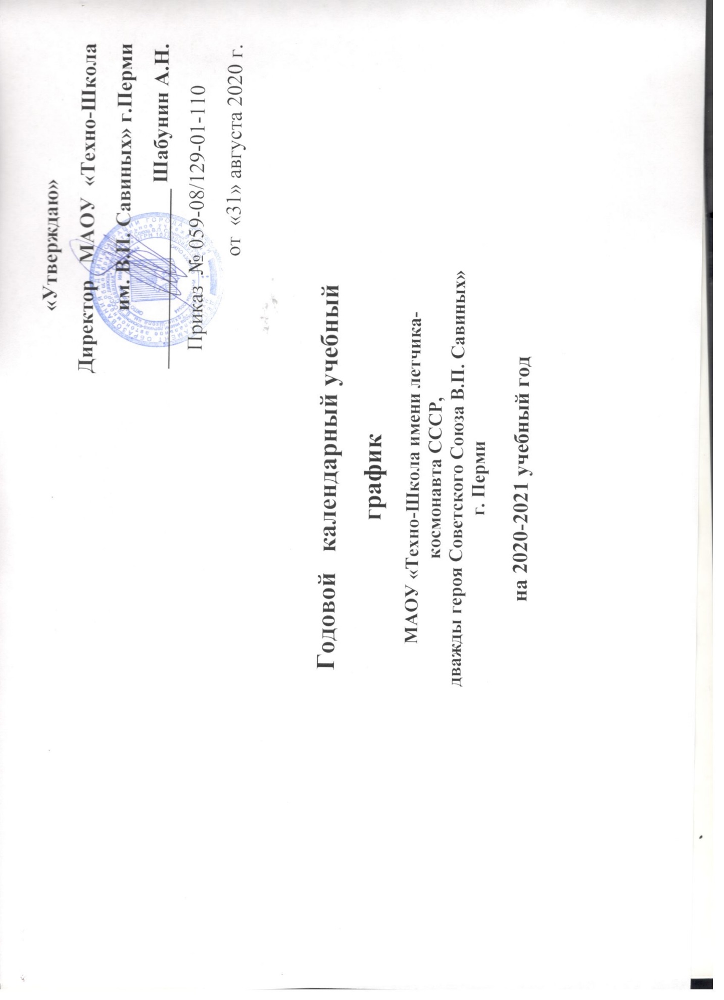 «Утверждаю»
Директор МАОУ «Техно-Школа
им. В.П. Савиных» г.Перми
Шабунин А.Н.
Приказ № 059-08/129-01-110
от «31» августа 2020 г.
Годовой календарный учебный
график
МАОУ «Техно-Школа имени летчика-
космонавта СССР,
дважды героя Советского Союза В.П. Савиных»
г. Перми
на 2020-2021 учебный год